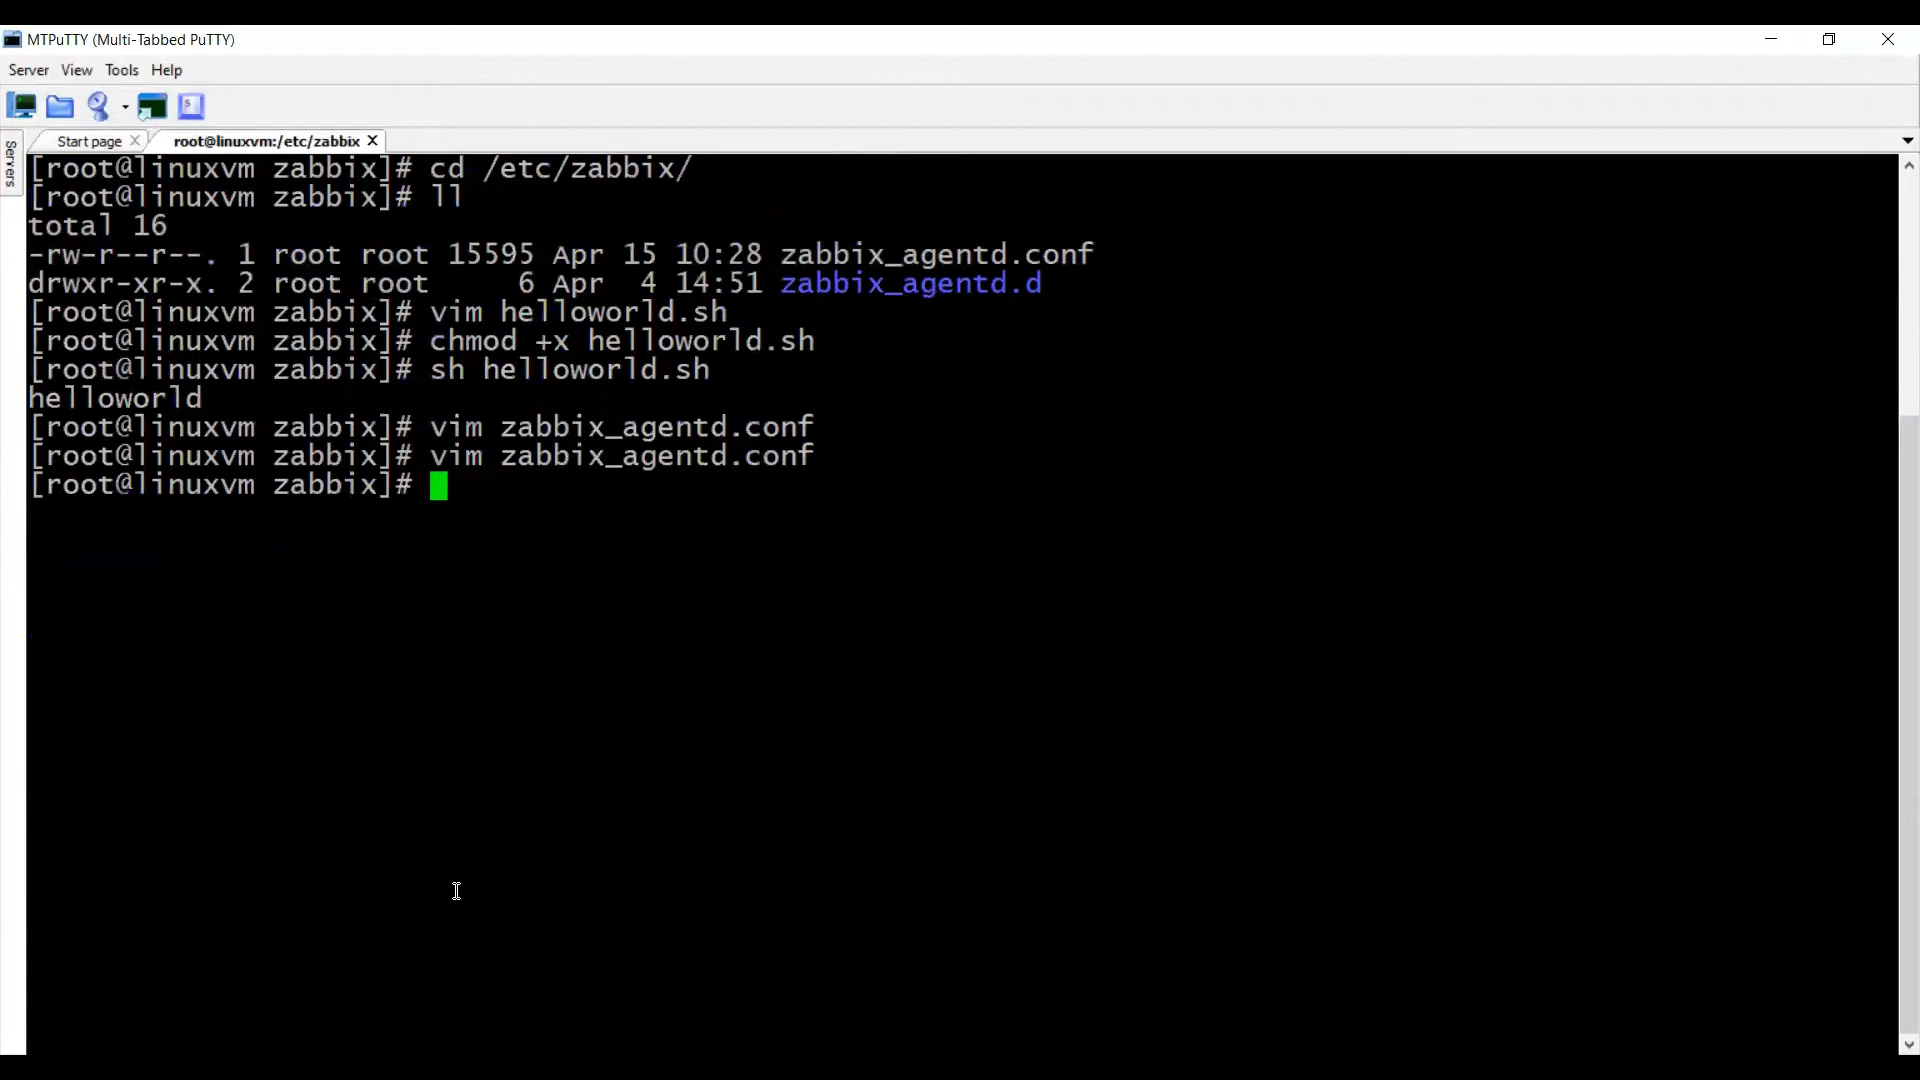 MTPuTTY (Multi-Tabbed PuTTY)
Server View Tools Help
Servers
Start page root@linuxvm:/etc/zabbix
[root@linuxvm zabbix]# cd /etc/zabbix/
[root@linuxvm zabbix]# ll
total 16
-rw-r--r--. 1 root root 15595 Apr 15 10:28 zabbix_agentd.conf
drwxr-xr-x. 2 root root     6 Apr  4 14:51 zabbix_agentd.d
[root@linuxvm zabbix]# vim helloworld.sh
[root@linuxvm zabbix]# chmod +x helloworld.sh
[root@linuxvm zabbix]# sh helloworld.sh
helloworld
[root@linuxvm zabbix]# vim zabbix_agentd.conf
[root@linuxvm zabbix]# vim zabbix_agentd.conf
[root@linuxvm zabbix]#